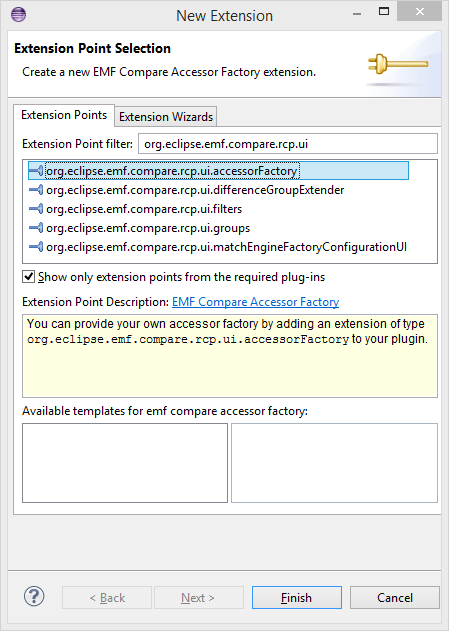 New Extension
Extension Point Selection
Create a new EMF Compare Accessor Factory extension.
Extension Points
Extension Wizards
Extension Point filter: org.eclipse.emf.compare.rcp.ui
org.eclipse.emf.compare.rcp.ui.accessorFactory
org.eclipse.emf.compare.rcp.ui.differenceGroupExtender
org.eclipse.emf.compare.rcp.ui.filters
org.eclipse.emf.compare.rcp.ui.groups
org.eclipse.emf.compare.rcp.ui.matchEngineFactoryConfigurationUI
Show only extension points from the required plug-ins
Extension Point Description: EMF Compare Accessor Factory
You can provide your own accessor factory by adding an extension of type
org.eclipse.emf.compare.rcp.ui.accessorFactory to your plugin.
Available templates for emf compare accessor factory:
? < Back Next > Finish Cancel